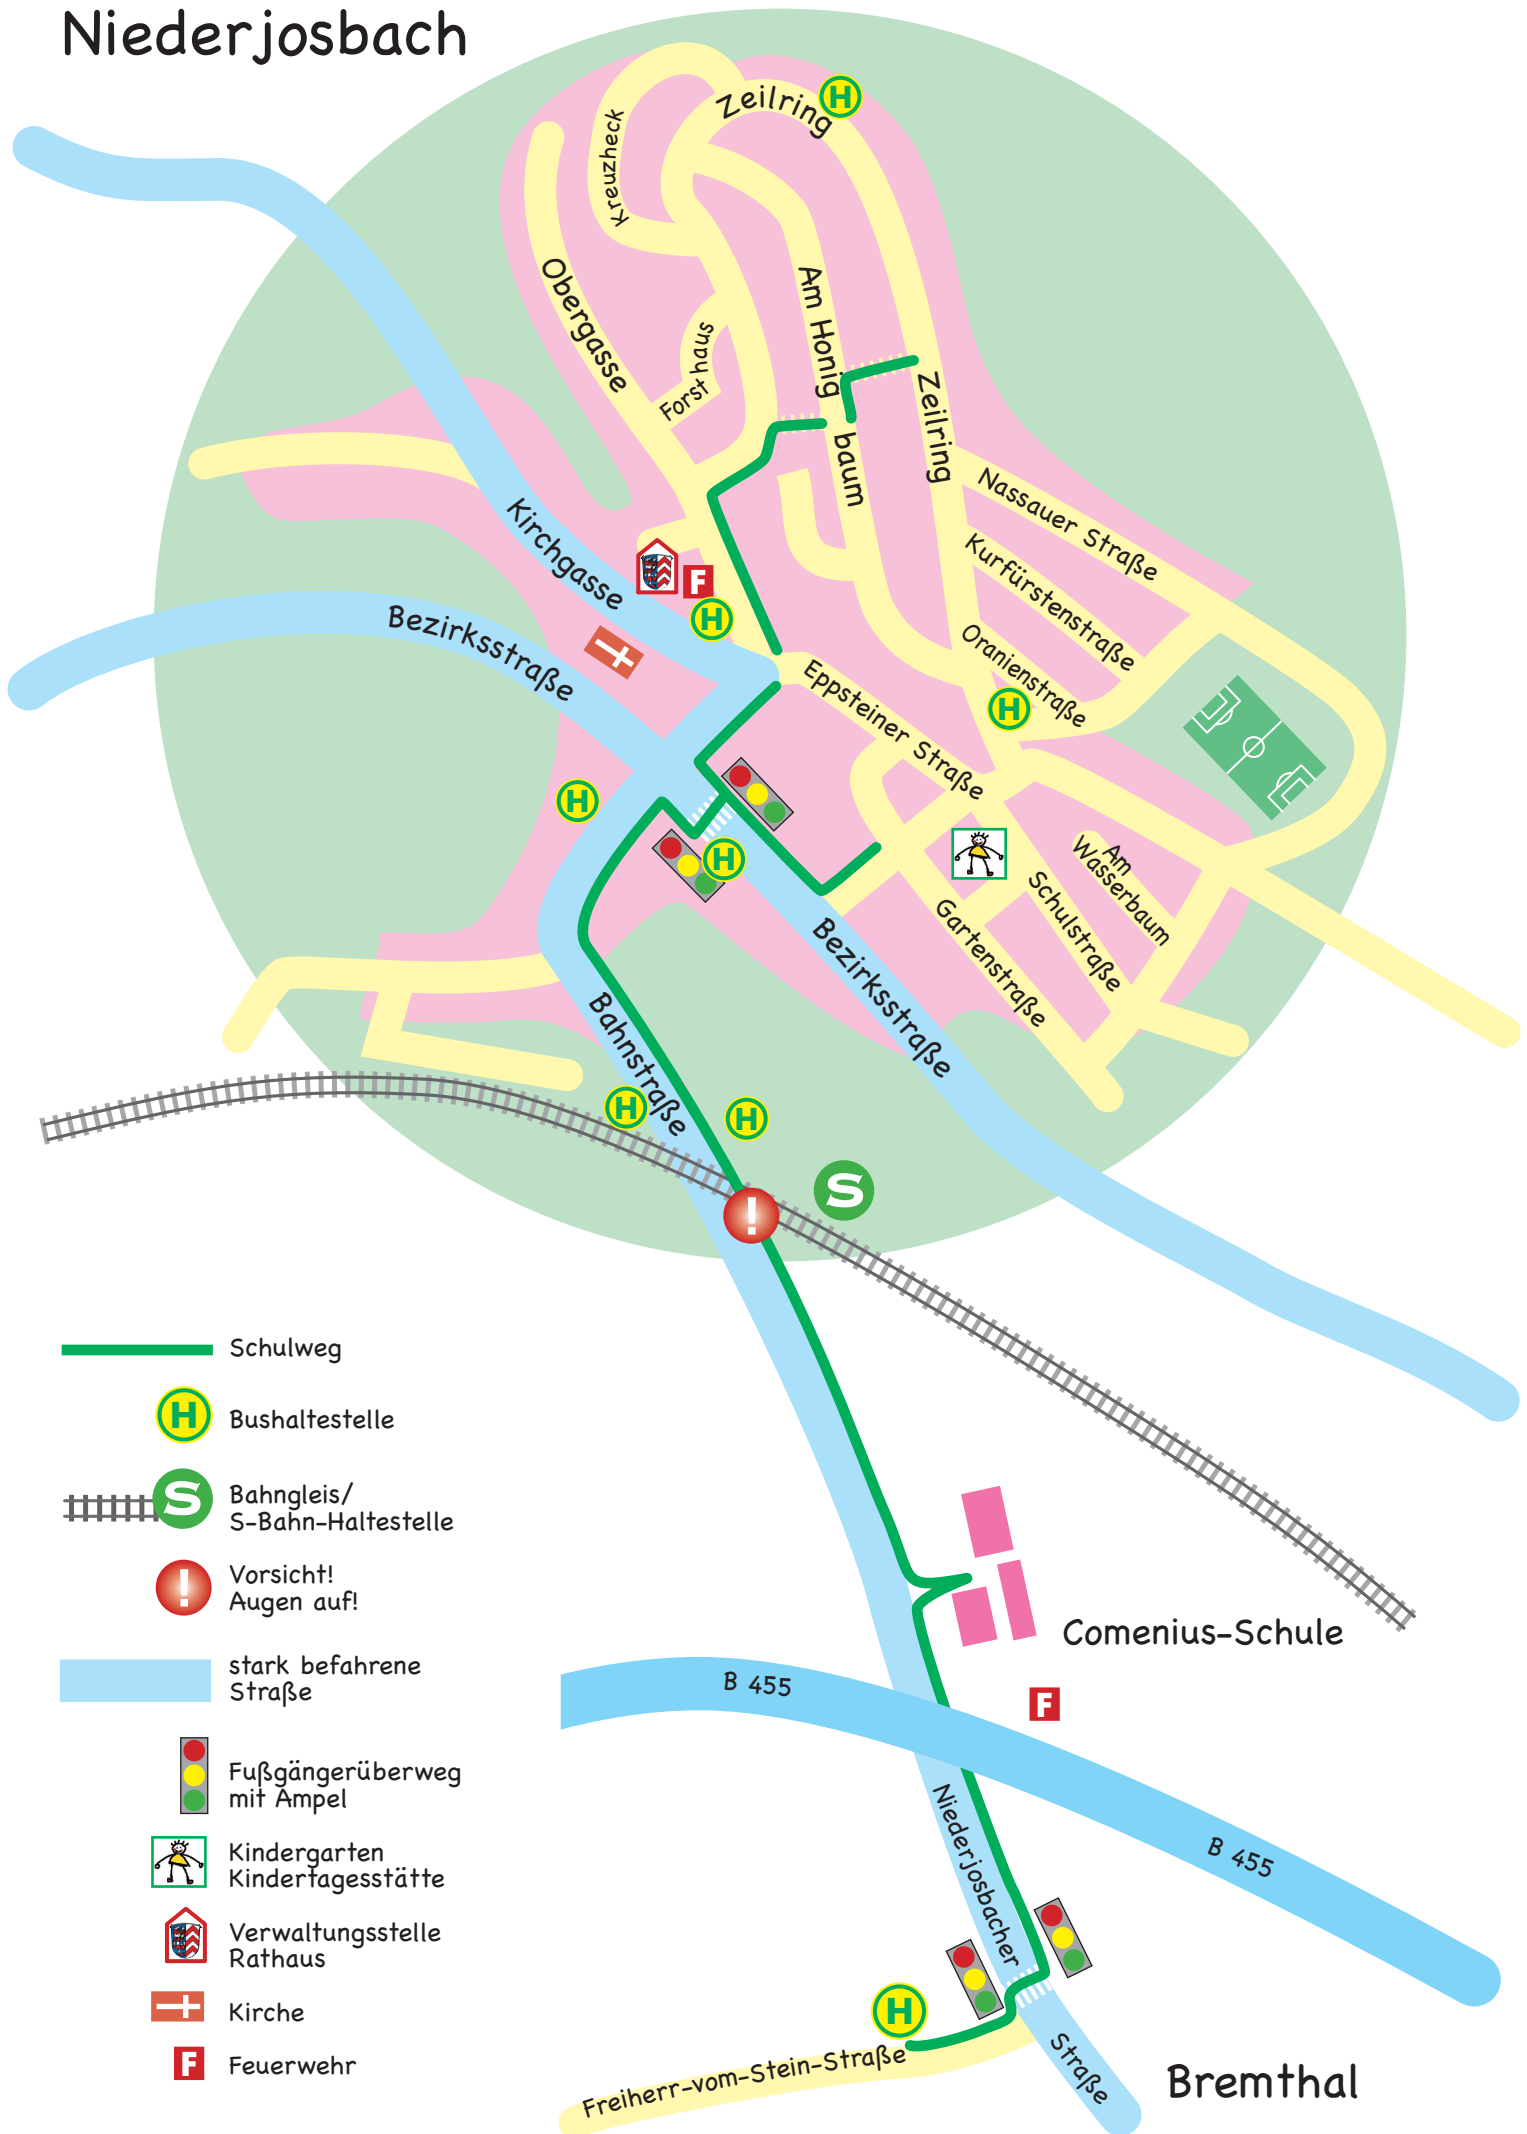 Niederjosbach
Zeilring
H
Kreuzheck
Obergasse
Am Honig
baum
Forsthaus
Zeilring
Nassauer Straße
Kurfürstenstraße
Oranienstraße
H
Kirchgasse
F
H
Bezirksstraße
Eppsteiner Straße
H
H
Am
Wasserbaum
Schulstraße
Gartenstraße
Bezirksstraße
Bahnstraße
H
H
S
!
Schulweg
H
Bushaltestelle
S
Bahngleis/
S-Bahn-Haltestelle
!
Vorsicht!
Augen auf!
stark befahrene
Straße
Fußgängerüberweg
mit Ampel
Kindergarten
Kindertagesstätte
Verwaltungsstelle
Rathaus
Kirche
F
Feuerwehr
Comenius-Schule
F
B 455
B 455
Niederjosbacher
Straße
H
Freiherr-vom-Stein-Straße
Bremthal